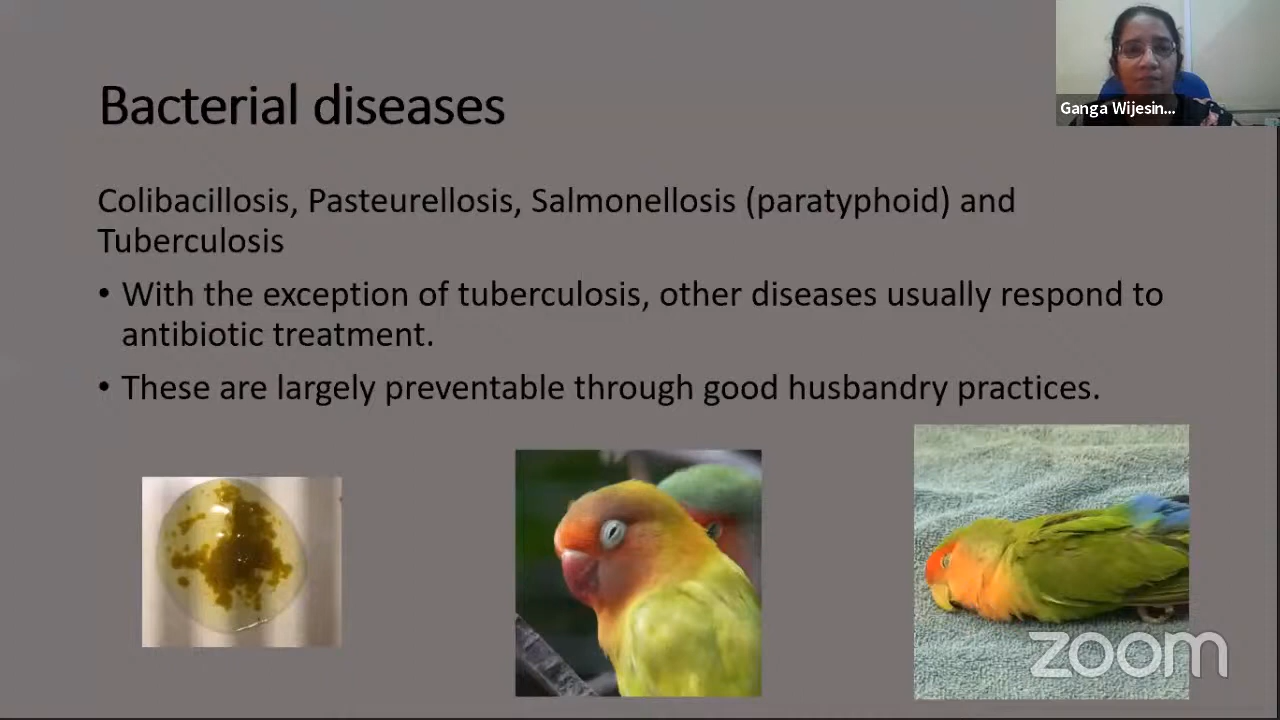 Bacterial diseases
Ganga Wijesin...
Colibacillosis, Pasteurellosis, Salmonellosis (paratyphoid) and
Tuberculosis
• With the exception of tuberculosis, other diseases usually respond to
antibiotic treatment.
• These are largely preventable through good husbandry practices.
zoom